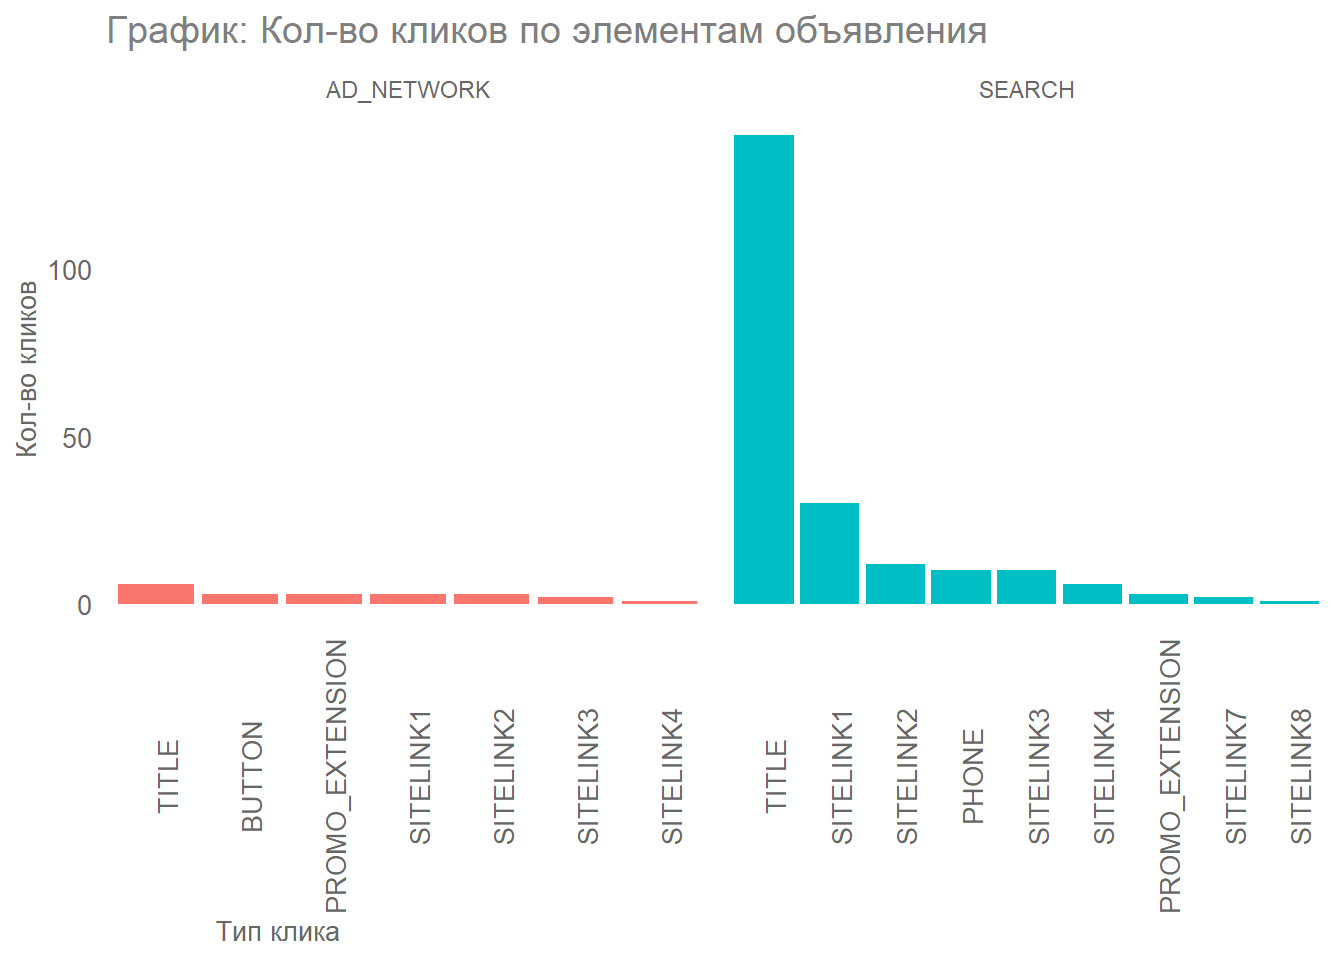 График: Кол-во кликов по элементам объявления
AD_NETWORK
SEARCH
Кол-во кликов
100
50
0
TITLE
BUTTON
PROMO_EXTENSION
SITELINK1
SITELINK2
SITELINK3
SITELINK4
TITLE
SITELINK1
SITELINK2
PHONE
SITELINK3
SITELINK4
PROMO_EXTENSION
SITELINK7
SITELINK8
Тип клика